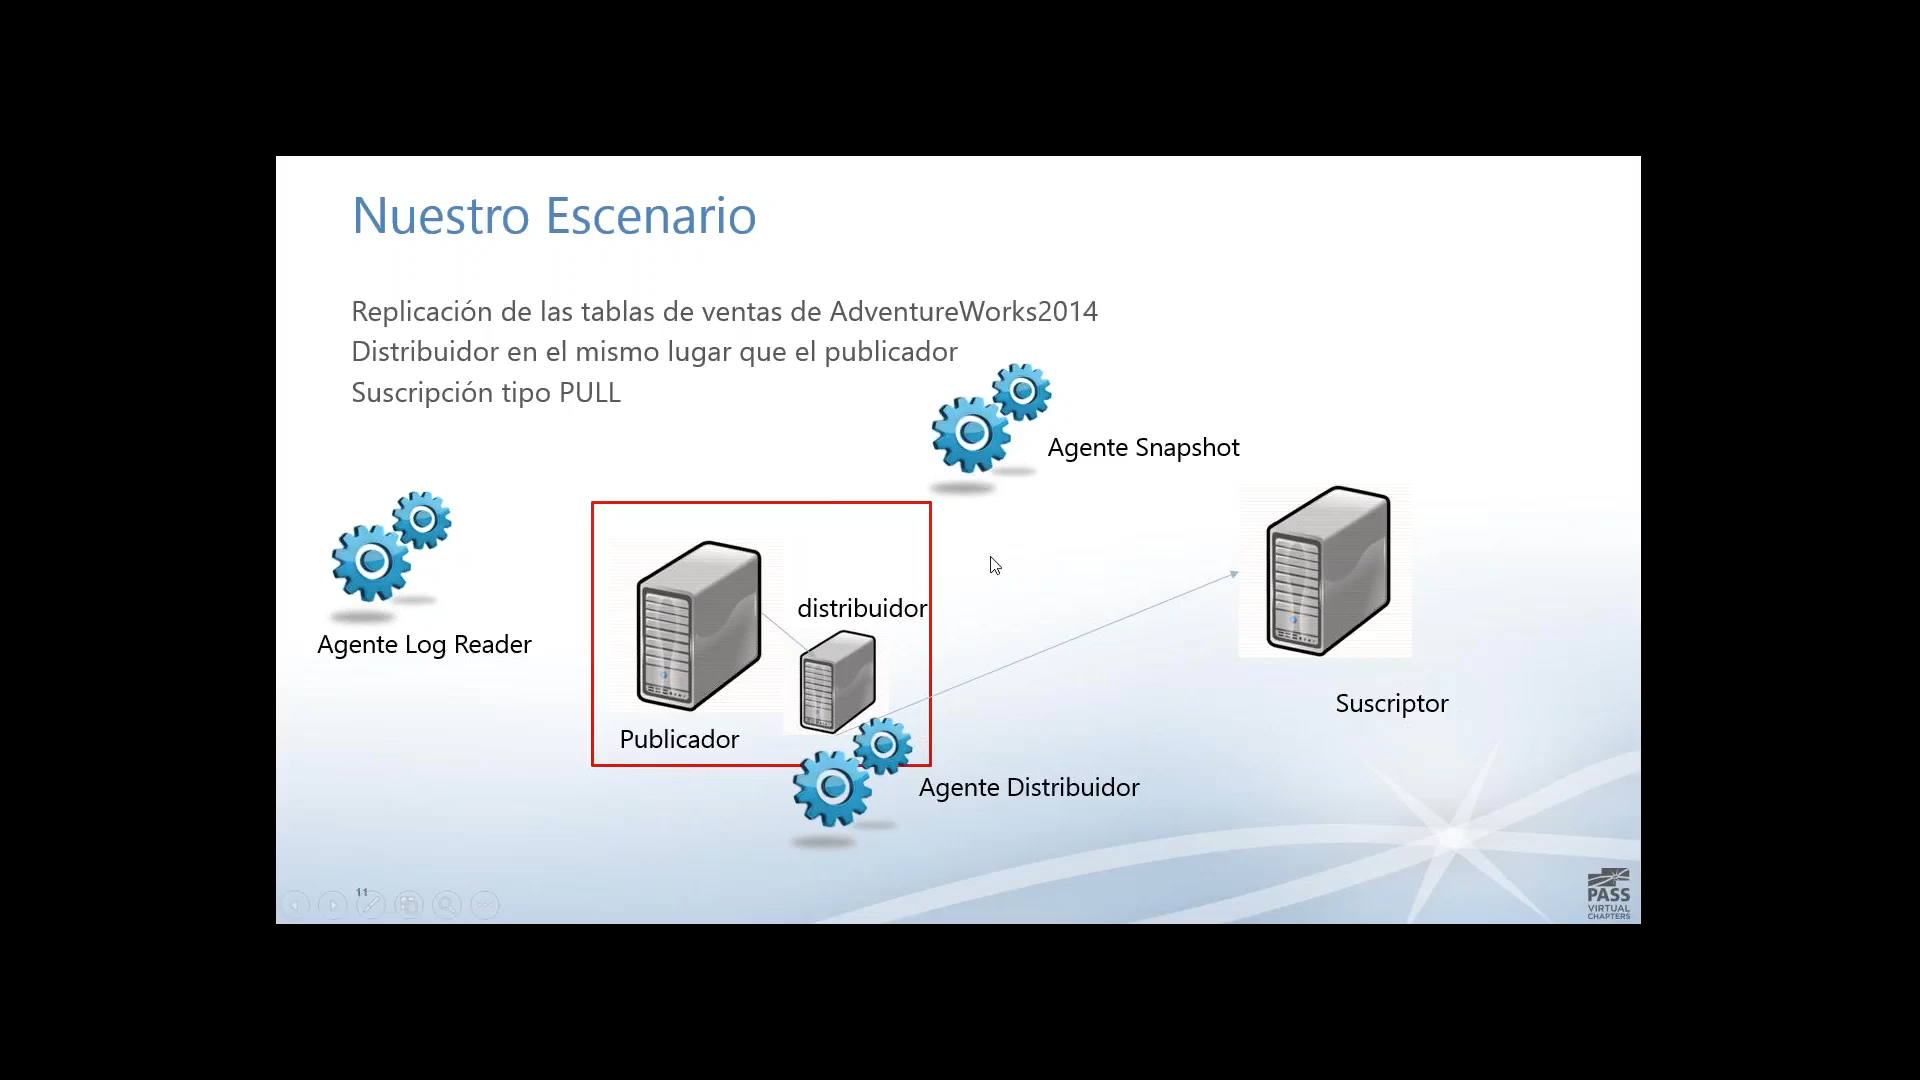 Nuestro Escenario
Replicación de las tablas de ventas de AdventureWorks2014
Distribuidor en el mismo lugar que el publicador
Suscripción tipo PULL
Agente Snapshot
distribuidor
Agente Log Reader
Suscriptor
Publicador
Agente Distribuidor
11
PASS
VIRTUAL
CHAPTERS